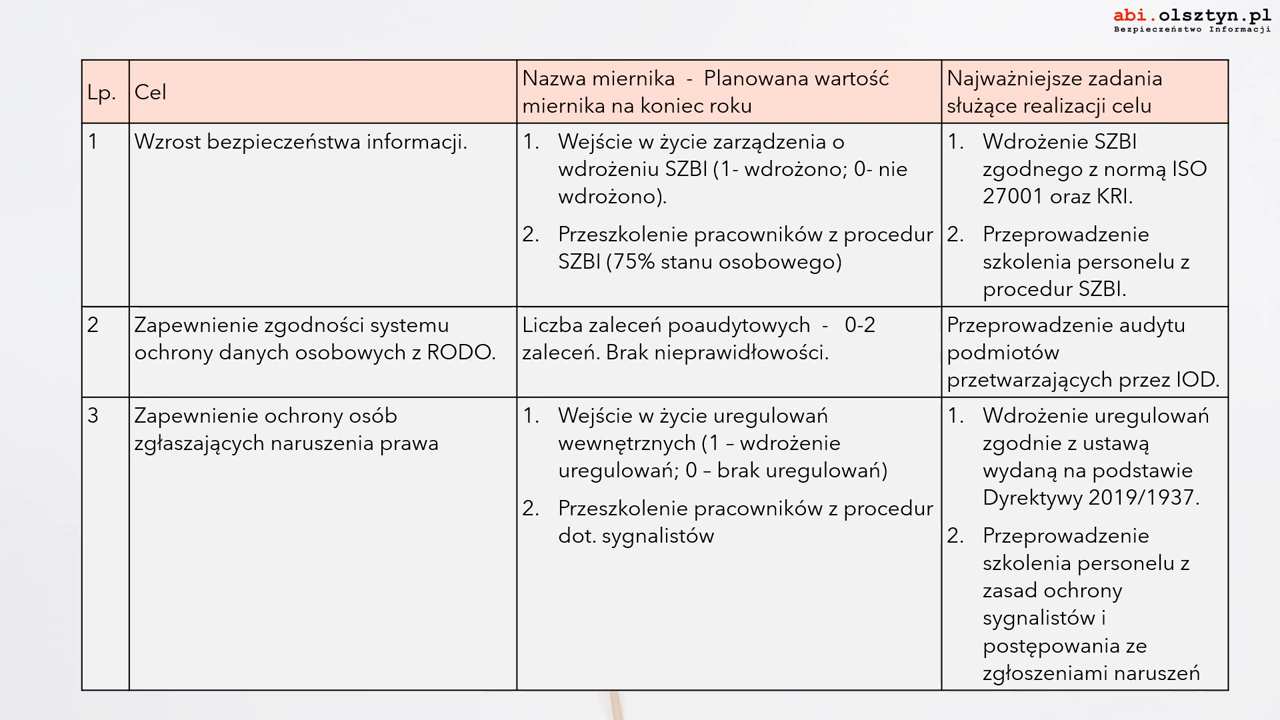 abi.olsztyn.pl
Bezpieczeństwo Informacji
Lp.
Cel
Nazwa miernika - Planowana wartość
miernika na koniec roku
Najważniejsze zadania
służące realizacji celu
1
Wzrost bezpieczeństwa informacji.
1. Wejście w życie zarządzenia o
wdrożeniu SZBI (1- wdrożono; 0- nie
wdrożono).
2. Przeszkolenie pracowników z procedur
SZBI (75% stanu osobowego)
1. Wdrożenie SZBI
zgodnego z normą ISO
27001 oraz KRI.
2. Przeprowadzenie
szkolenia personelu z
procedur SZBI.
2
Zapewnienie zgodności systemu
ochrony danych osobowych z RODO.
Liczba zaleceń poaudytowych - 0-2
zaleceń. Brak nieprawidłowości.
Przeprowadzenie audytu
podmiotów
przetwarzających przez IOD.
3
Zapewnienie ochrony osób
zgłaszających naruszenia prawa
1. Wejście w życie uregulowań
wewnętrznych (1 – wdrożenie
uregulowań; 0 – brak uregulowań)
2. Przeszkolenie pracowników z procedur
dot. sygnalistów
1. Wdrożenie uregulowań
zgodnie z ustawą
wydaną na podstawie
Dyrektywy 2019/1937.
2. Przeprowadzenie
szkolenia personelu z
zasad ochrony
sygnalistów i
postępowania ze
zgłoszeniami naruszeń